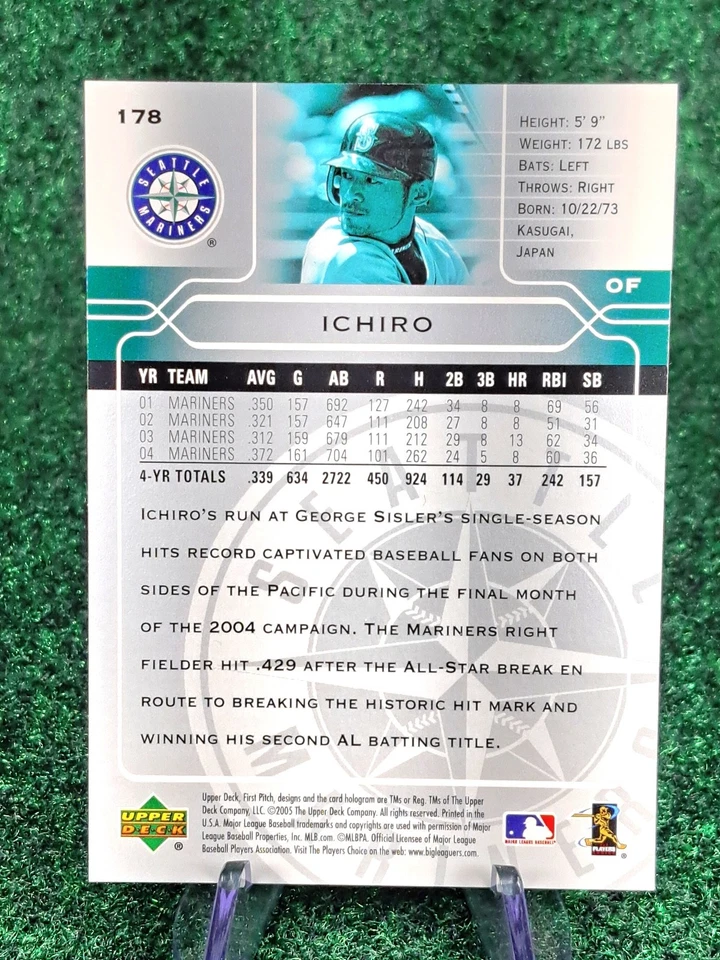 178
SEATTLE
MARINERS
®
HEIGHT: 5' 9"
WEIGHT: 172 LBS
BATS: LEFT
THROWS: RIGHT
BORN: 10/22/73
KASUGAI,
JAPAN
OF
ICHIRO
YR TEAM AVG G AB R H 2B 3B HR RBI SB
01 MARINERS .350 157 692 127 242 34 8 8 69 56
02 MARINERS .321 157 647 111 208 27 8 8 51 31
03 MARINERS .312 159 679 111 212 29 8 13 62 34
04 MARINERS .372 161 704 101 262 24 5 8 60 36
4-YR TOTALS .339 634 2722 450 924 114 29 37 242 157
ICHIRO'S RUN AT GEORGE SISLER'S SINGLE-SEASON
HITS RECORD CAPTIVATED BASEBALL FANS ON BOTH
SIDES OF THE PACIFIC DURING THE FINAL MONTH
OF THE 2004 CAMPAIGN. THE MARINERS RIGHT
FIELDER HIT .429 AFTER THE ALL-STAR BREAK EN
ROUTE TO BREAKING THE HISTORIC HIT MARK AND
WINNING HIS SECOND AL BATTING TITLE.
UPPER
DECK
®
Upper Deck, First Pitch, designs and the card hologram are TMs or Reg. TMs of The Upper
Deck Company, LLC. ©2005 The Upper Deck Company. All rights reserved. Printed in the
U.S.A. Major League Baseball trademarks and copyrights are used with permission of Major
League Baseball Properties, Inc. MLB.com. ©MLBPA. Official Licensee of Major League
Baseball Players Association. Visit The Players Choice on the web: www.bigleaguers.com.
MAJOR LEAGUE BASEBALL
PLAYERS
®